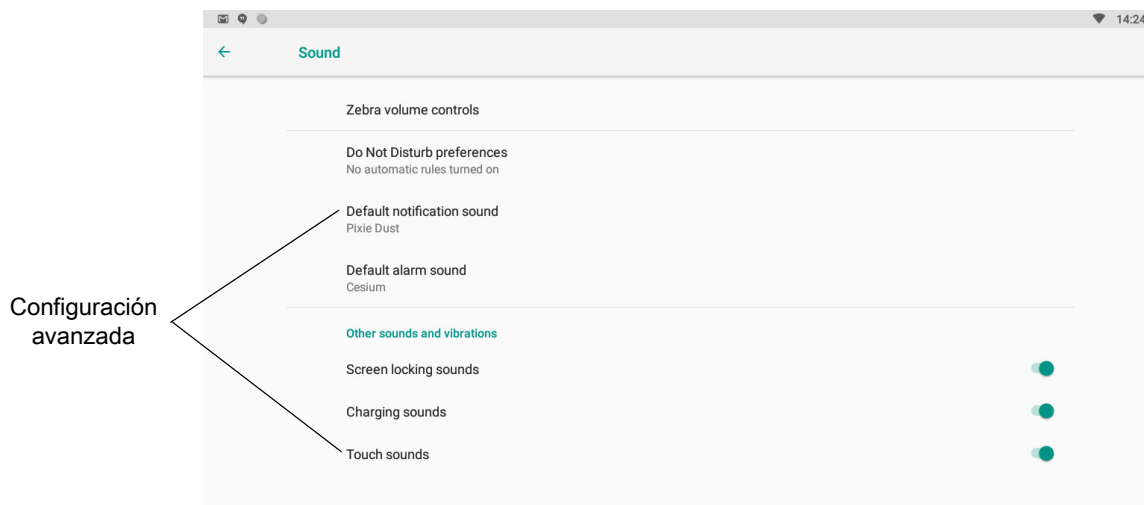 14:24
Sound
Zebra volume controls
Do Not Disturb preferences
No automatic rules turned on
Default notification sound
Pixie Dust
Default alarm sound
Cesium
Configuración
avanzada
Other sounds and vibrations
Screen locking sounds
Charging sounds
Touch sounds